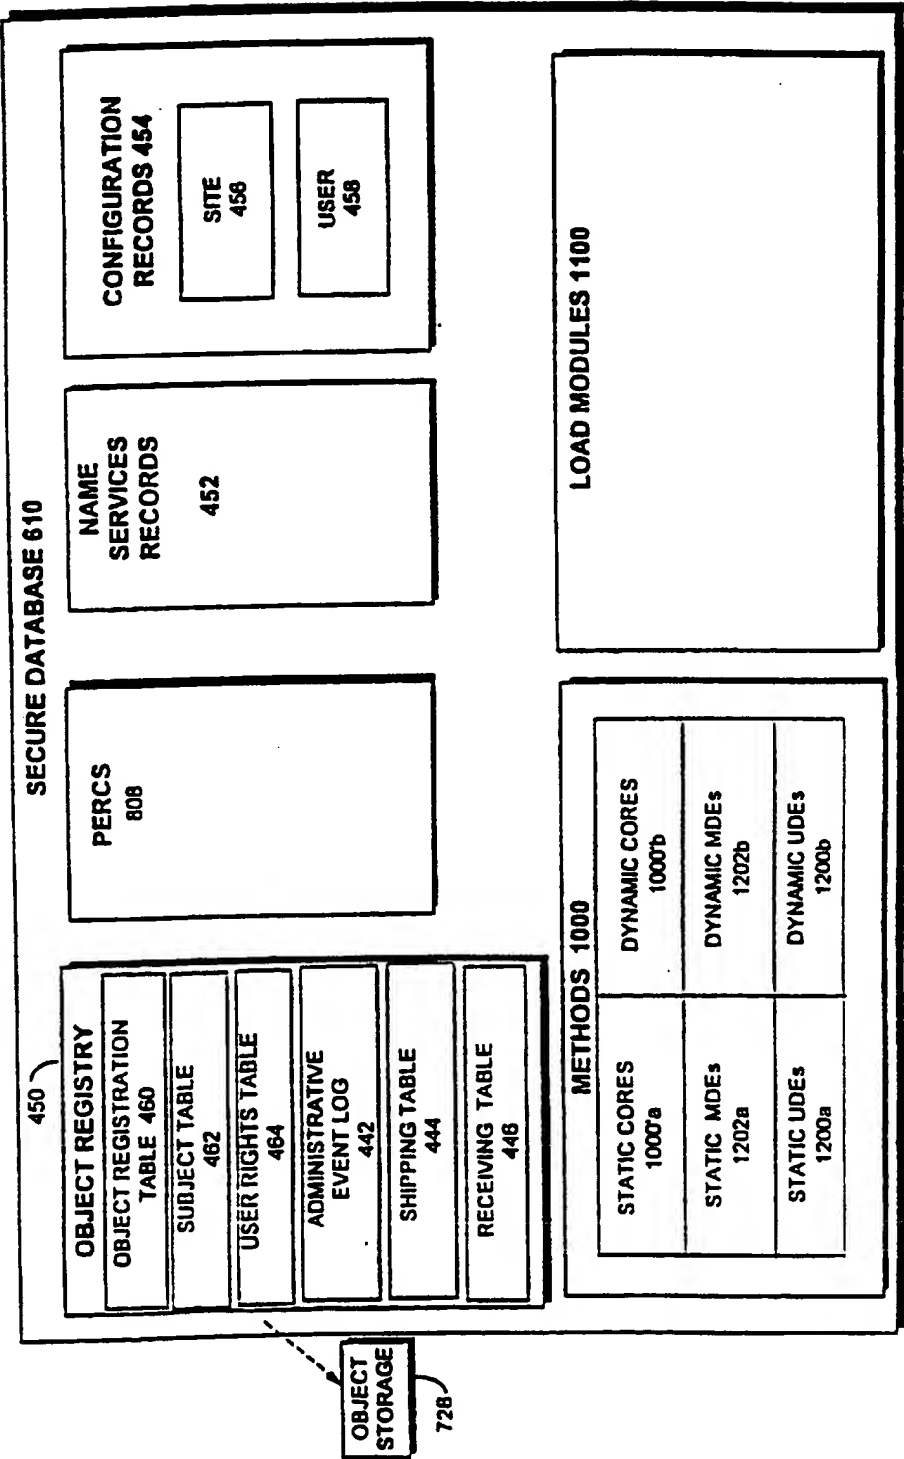 SECURE DATABASE 610
450
OBJECT REGISTRY
OBJECT REGISTRATION
TABLE 460
SUBJECT TABLE
462
USER RIGHTS TABLE
464
ADMINISTRATIVE
EVENT LOG
442
SHIPPING TABLE
444
RECEIVING TABLE
446
PERCS
808
NAME
SERVICES
RECORDS
452
CONFIGURATION
RECORDS 454
SITE
456
USER
458
OBJECT
STORAGE
728
METHODS 1000
STATIC CORES
1000'a
DYNAMIC CORES
1000'b
STATIC MDEs
1202a
DYNAMIC MDEs
1202b
STATIC UDEs
1200a
DYNAMIC UDEs
1200b
LOAD MODULES 1100